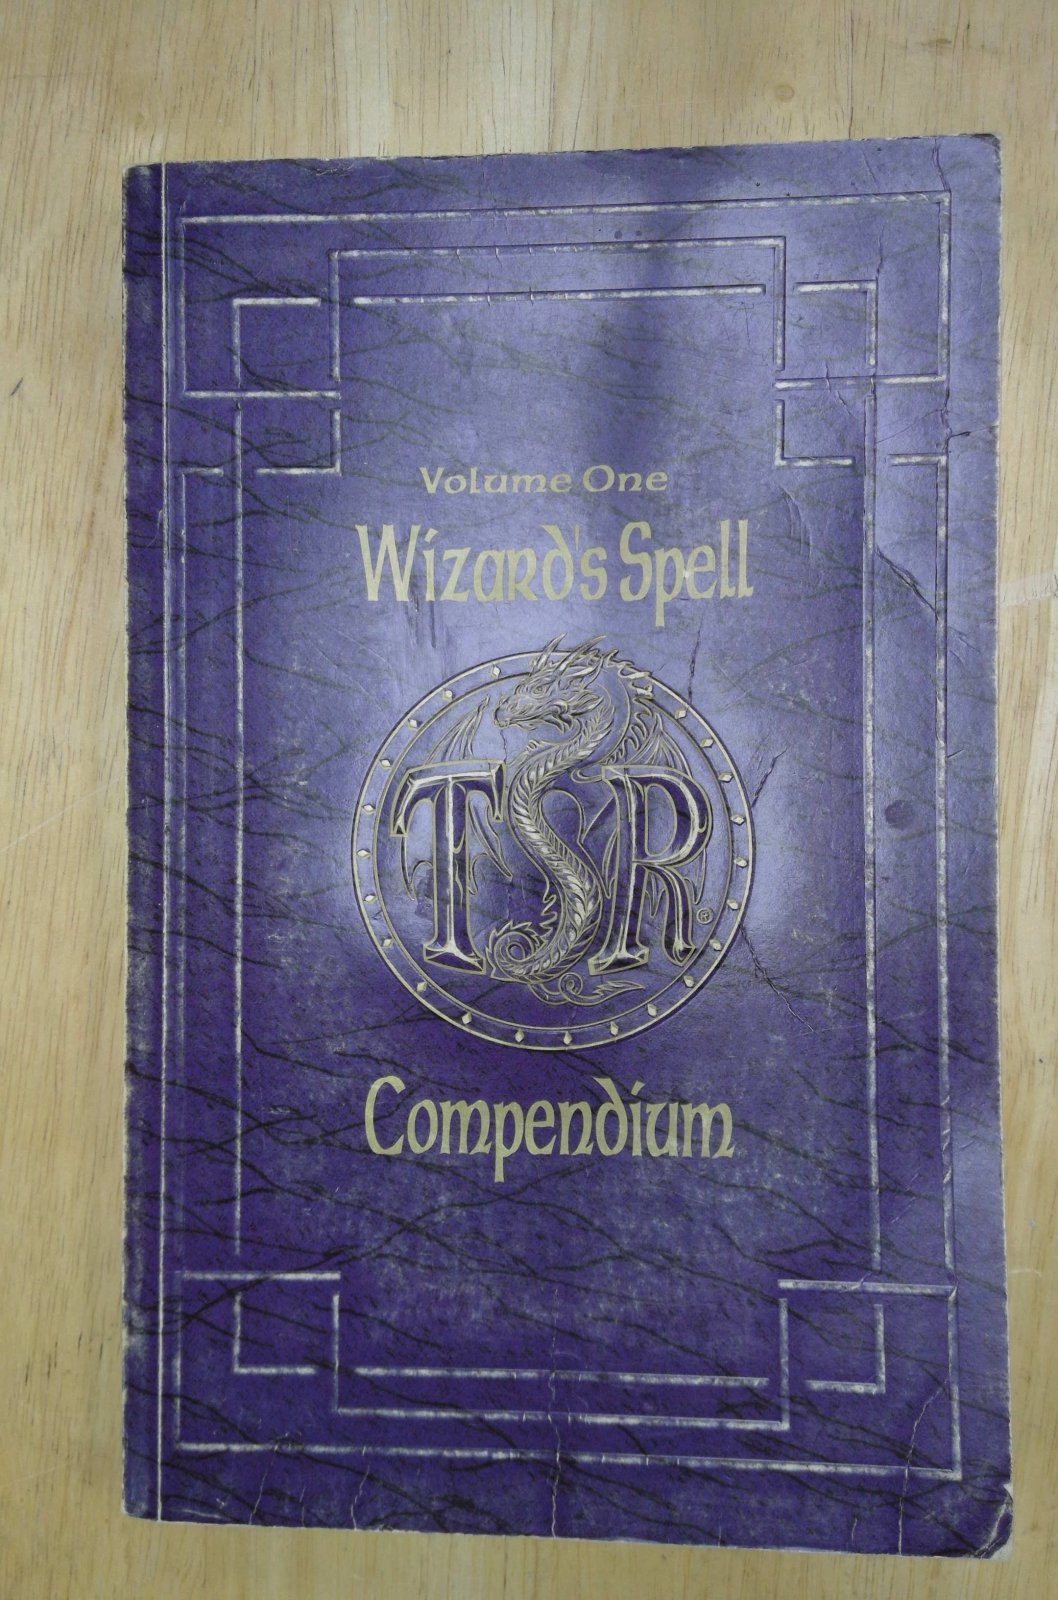 Volume One
Wizard's Spell
TSR®
Compendium